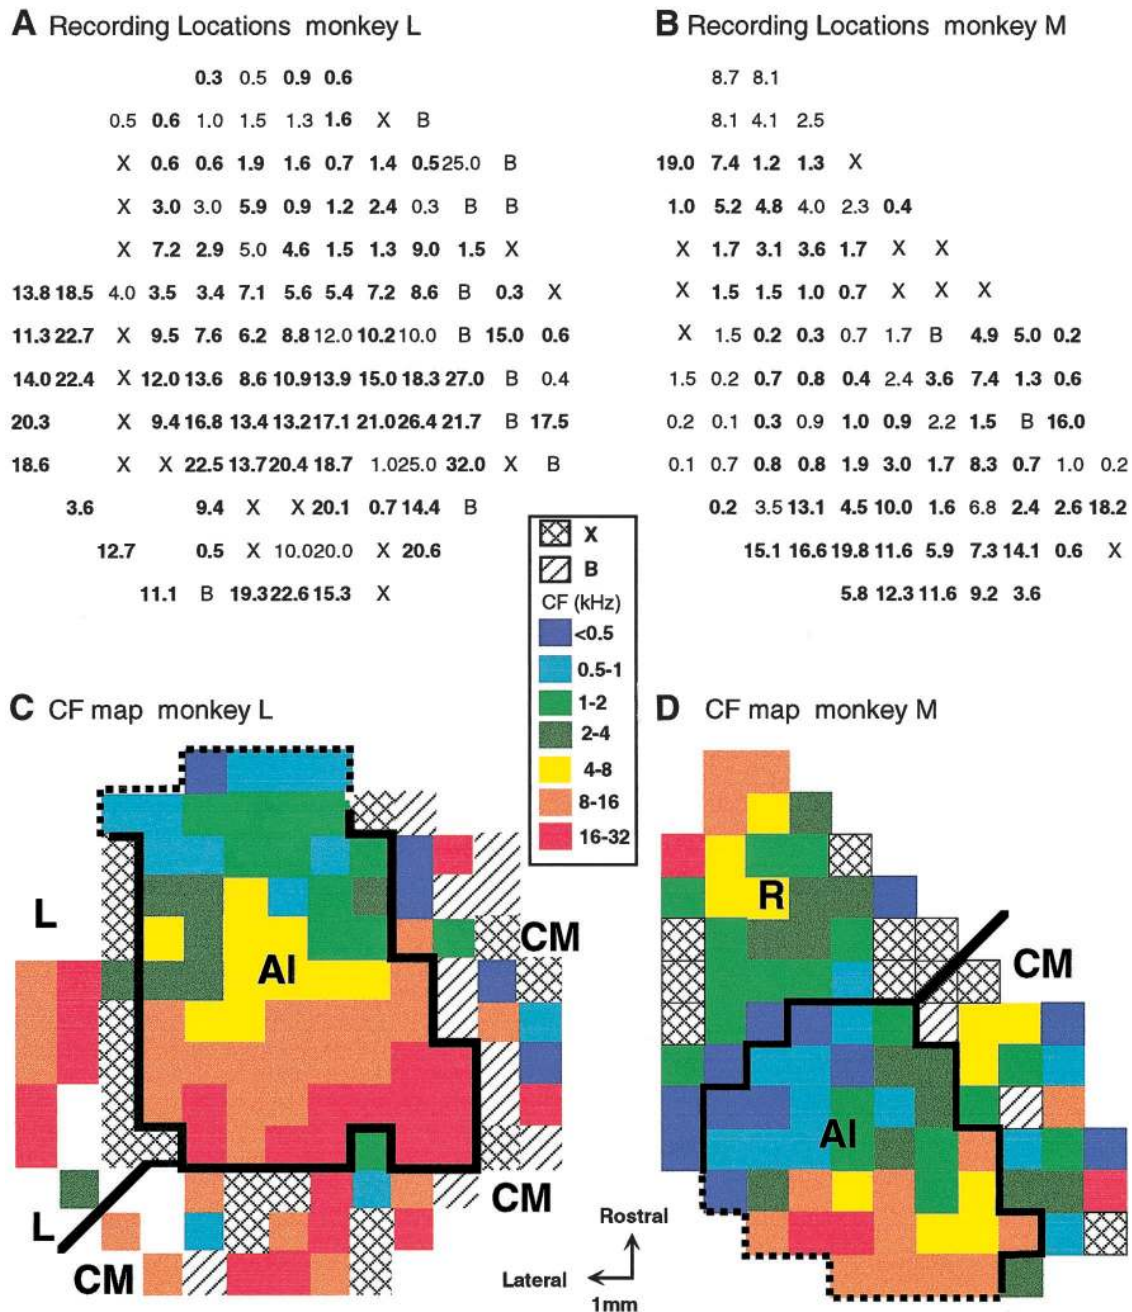 A Recording Locations monkey L
0.3 0.5 0.9 0.6
0.5 0.6 1.0 1.5 1.3 1.6 X B
X 0.6 0.6 1.9 1.6 0.7 1.4 0.5 25.0 B
X 3.0 3.0 5.9 0.9 1.2 2.4 0.3 B B
X 7.2 2.9 5.0 4.6 1.5 1.3 9.0 1.5 X
13.8 18.5 4.0 3.5 3.4 7.1 5.6 5.4 7.2 8.6 B 0.3 X
11.3 22.7 X 9.5 7.6 6.2 8.8 12.0 10.2 10.0 B 15.0 0.6
14.0 22.4 X 12.0 13.6 8.6 10.9 13.9 15.0 18.3 27.0 B 0.4
20.3 X 9.4 16.8 13.4 13.2 17.1 21.0 26.4 21.7 B 17.5
18.6 X X 22.5 13.7 20.4 18.7 1.0 25.0 32.0 X B
3.6 9.4 X X 20.1 0.7 14.4 B
12.7 0.5 X 10.0 20.0 X 20.6
11.1 B 19.3 22.6 15.3 X
B Recording Locations monkey M
8.7 8.1
8.1 4.1 2.5
19.0 7.4 1.2 1.3 X
1.0 5.2 4.8 4.0 2.3 0.4
X 1.7 3.1 3.6 1.7 X X
X 1.5 1.5 1.0 0.7 X X X
X 1.5 0.2 0.3 0.7 1.7 B 4.9 5.0 0.2
1.5 0.2 0.7 0.8 0.4 2.4 3.6 7.4 1.3 0.6
0.2 0.1 0.3 0.9 1.0 0.9 2.2 1.5 B 16.0
0.1 0.7 0.8 0.8 1.9 3.0 1.7 8.3 0.7 1.0 0.2
0.2 3.5 13.1 4.5 10.0 1.6 6.8 2.4 2.6 18.2
15.1 16.6 19.8 11.6 5.9 7.3 14.1 0.6 X
5.8 12.3 11.6 9.2 3.6
X
B
CF (kHz)
<0.5
0.5-1
1-2
2-4
4-8
8-16
16-32
C CF map monkey L
L
AI
CM
L
CM
CM
D CF map monkey M
R
CM
AI
Rostral
Lateral
1mm